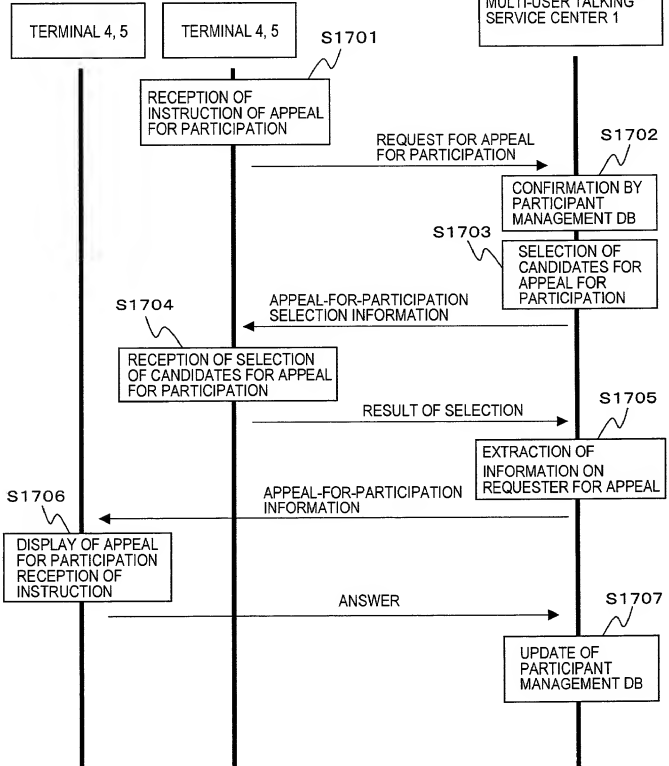 MULTI-USER TALKING
SERVICE CENTER 1
TERMINAL 4, 5
TERMINAL 4, 5
S1701
RECEPTION OF
INSTRUCTION OF APPEAL
FOR PARTICIPATION
REQUEST FOR APPEAL
FOR PARTICIPATION
S1702
CONFIRMATION BY
PARTICIPANT
MANAGEMENT DB
S1703
SELECTION OF
CANDIDATES FOR
APPEAL FOR
PARTICIPATION
APPEAL-FOR-PARTICIPATION
SELECTION INFORMATION
S1704
RECEPTION OF SELECTION
OF CANDIDATES FOR APPEAL
FOR PARTICIPATION
RESULT OF SELECTION
S1705
EXTRACTION OF
INFORMATION ON
REQUESTER FOR APPEAL
APPEAL-FOR-PARTICIPATION
INFORMATION
S1706
DISPLAY OF APPEAL
FOR PARTICIPATION
RECEPTION OF
INSTRUCTION
ANSWER
S1707
UPDATE OF
PARTICIPANT
MANAGEMENT DB